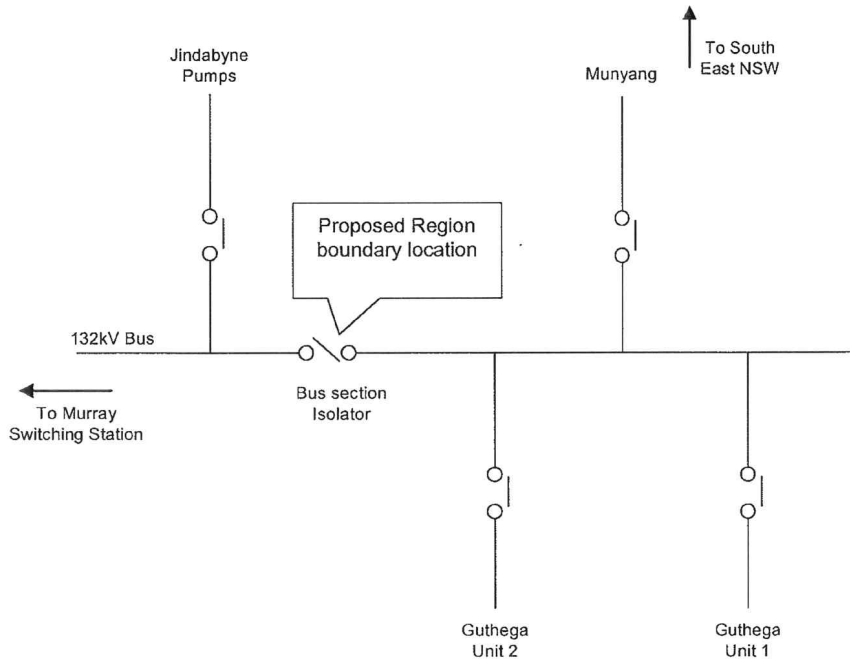 To South
East NSW
Jindabyne
Pumps
Munyang
Proposed Region
boundary location
132kV Bus
Bus section
Isolator
To Murray
Switching Station
Guthega
Unit 2
Guthega
Unit 1